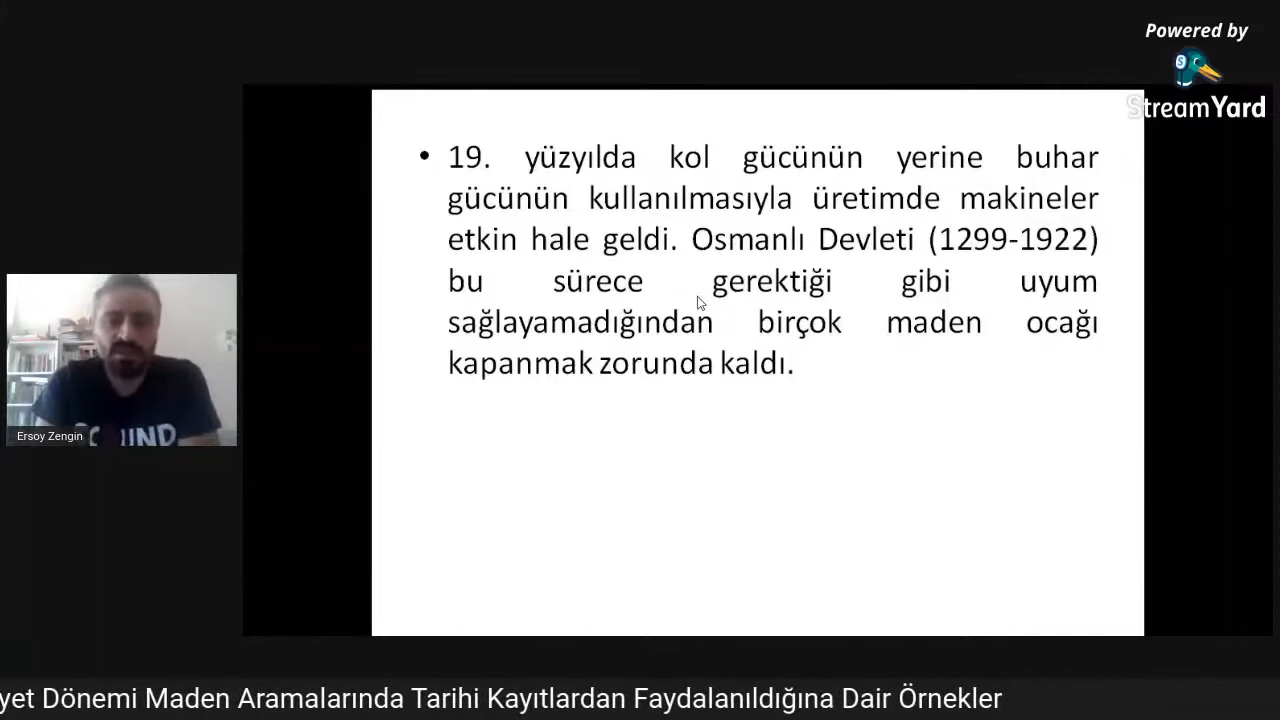 Powered by
StreamYard
• 19. yüzyılda kol gücünün yerine buhar
gücünün kullanılmasıyla üretimde makineler
etkin hale geldi. Osmanlı Devleti (1299-1922)
bu sürece gerektiği gibi uyum
sağlayamadığından birçok maden ocağı
kapanmak zorunda kaldı.
Ersoy Zengin
yet Dönemi Maden Aramalarında Tarihi Kayıtlardan Faydalanıldığına Dair Örnekler